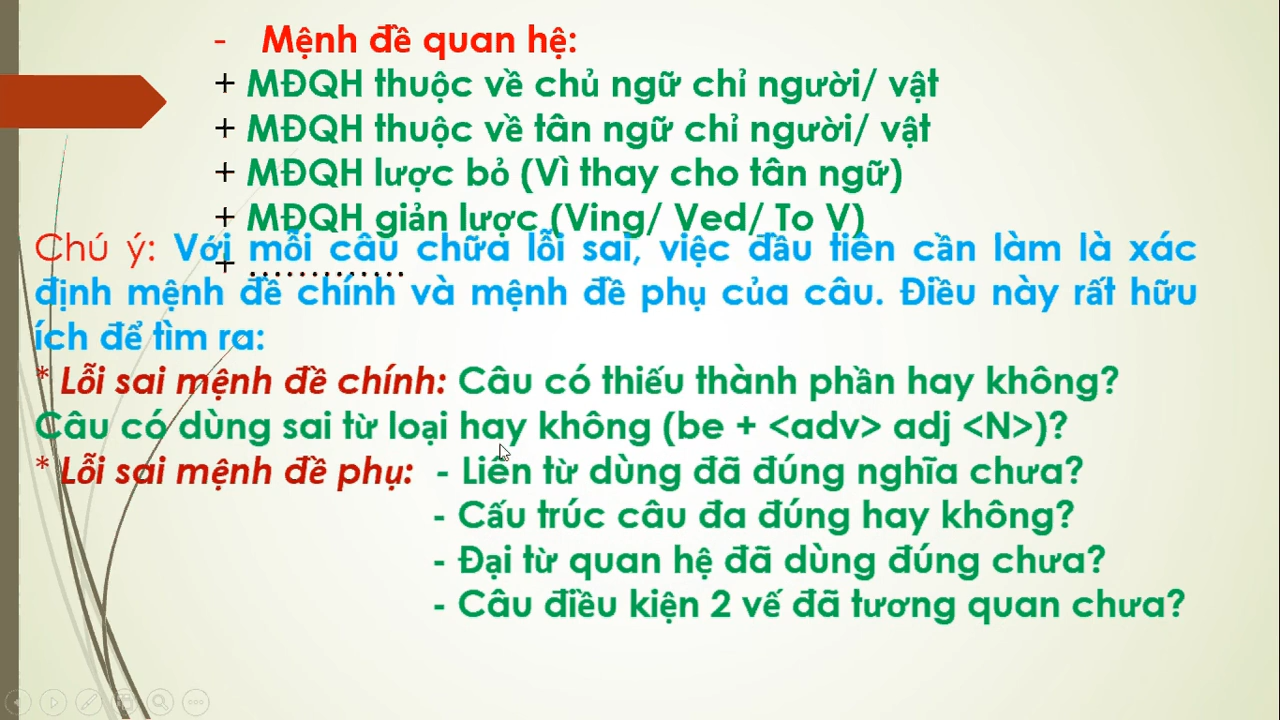 - Mệnh đề quan hệ:
+ MĐQH thuộc về chủ ngữ chỉ người/ vật
+ MĐQH thuộc về tân ngữ chỉ người/ vật
+ MĐQH lược bỏ (Vì thay cho tân ngữ)
+ MĐQH giản lược (Ving/ Ved/ To V)
+ .............
Chú ý: Với mỗi câu chữa lỗi sai, việc đầu tiên cần làm là xác
định mệnh đề chính và mệnh đề phụ của câu. Điều này rất hữu
ích để tìm ra:
* Lỗi sai mệnh đề chính: Câu có thiếu thành phần hay không?
Câu có dùng sai từ loại hay không (be + <adv> adj <N>)?
* Lỗi sai mệnh đề phụ: - Liên từ dùng đã đúng nghĩa chưa?
- Cấu trúc câu đa đúng hay không?
- Đại từ quan hệ đã dùng đúng chưa?
- Câu điều kiện 2 vế đã tương quan chưa?